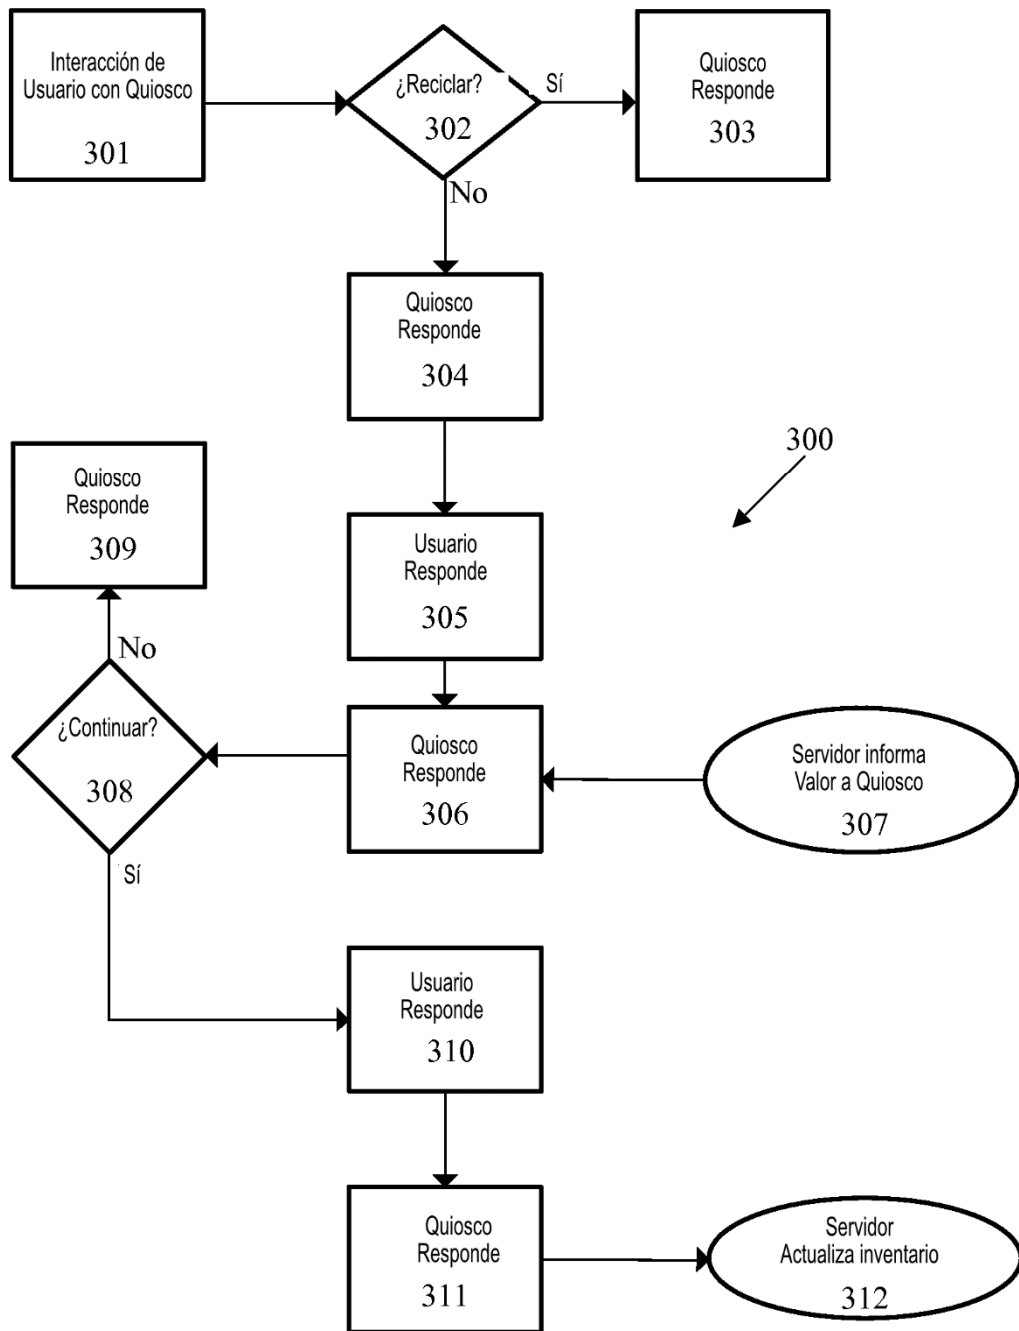 Interacción de
Usuario con Quiosco
301
¿Reciclar?
302
Sí
No
Quiosco
Responde
303
Quiosco
Responde
304
300
Usuario
Responde
305
Quiosco
Responde
309
No
¿Continuar?
308
Sí
Quiosco
Responde
306
Servidor informa
Valor a Quiosco
307
Usuario
Responde
310
Quiosco
Responde
311
Servidor
Actualiza inventario
312